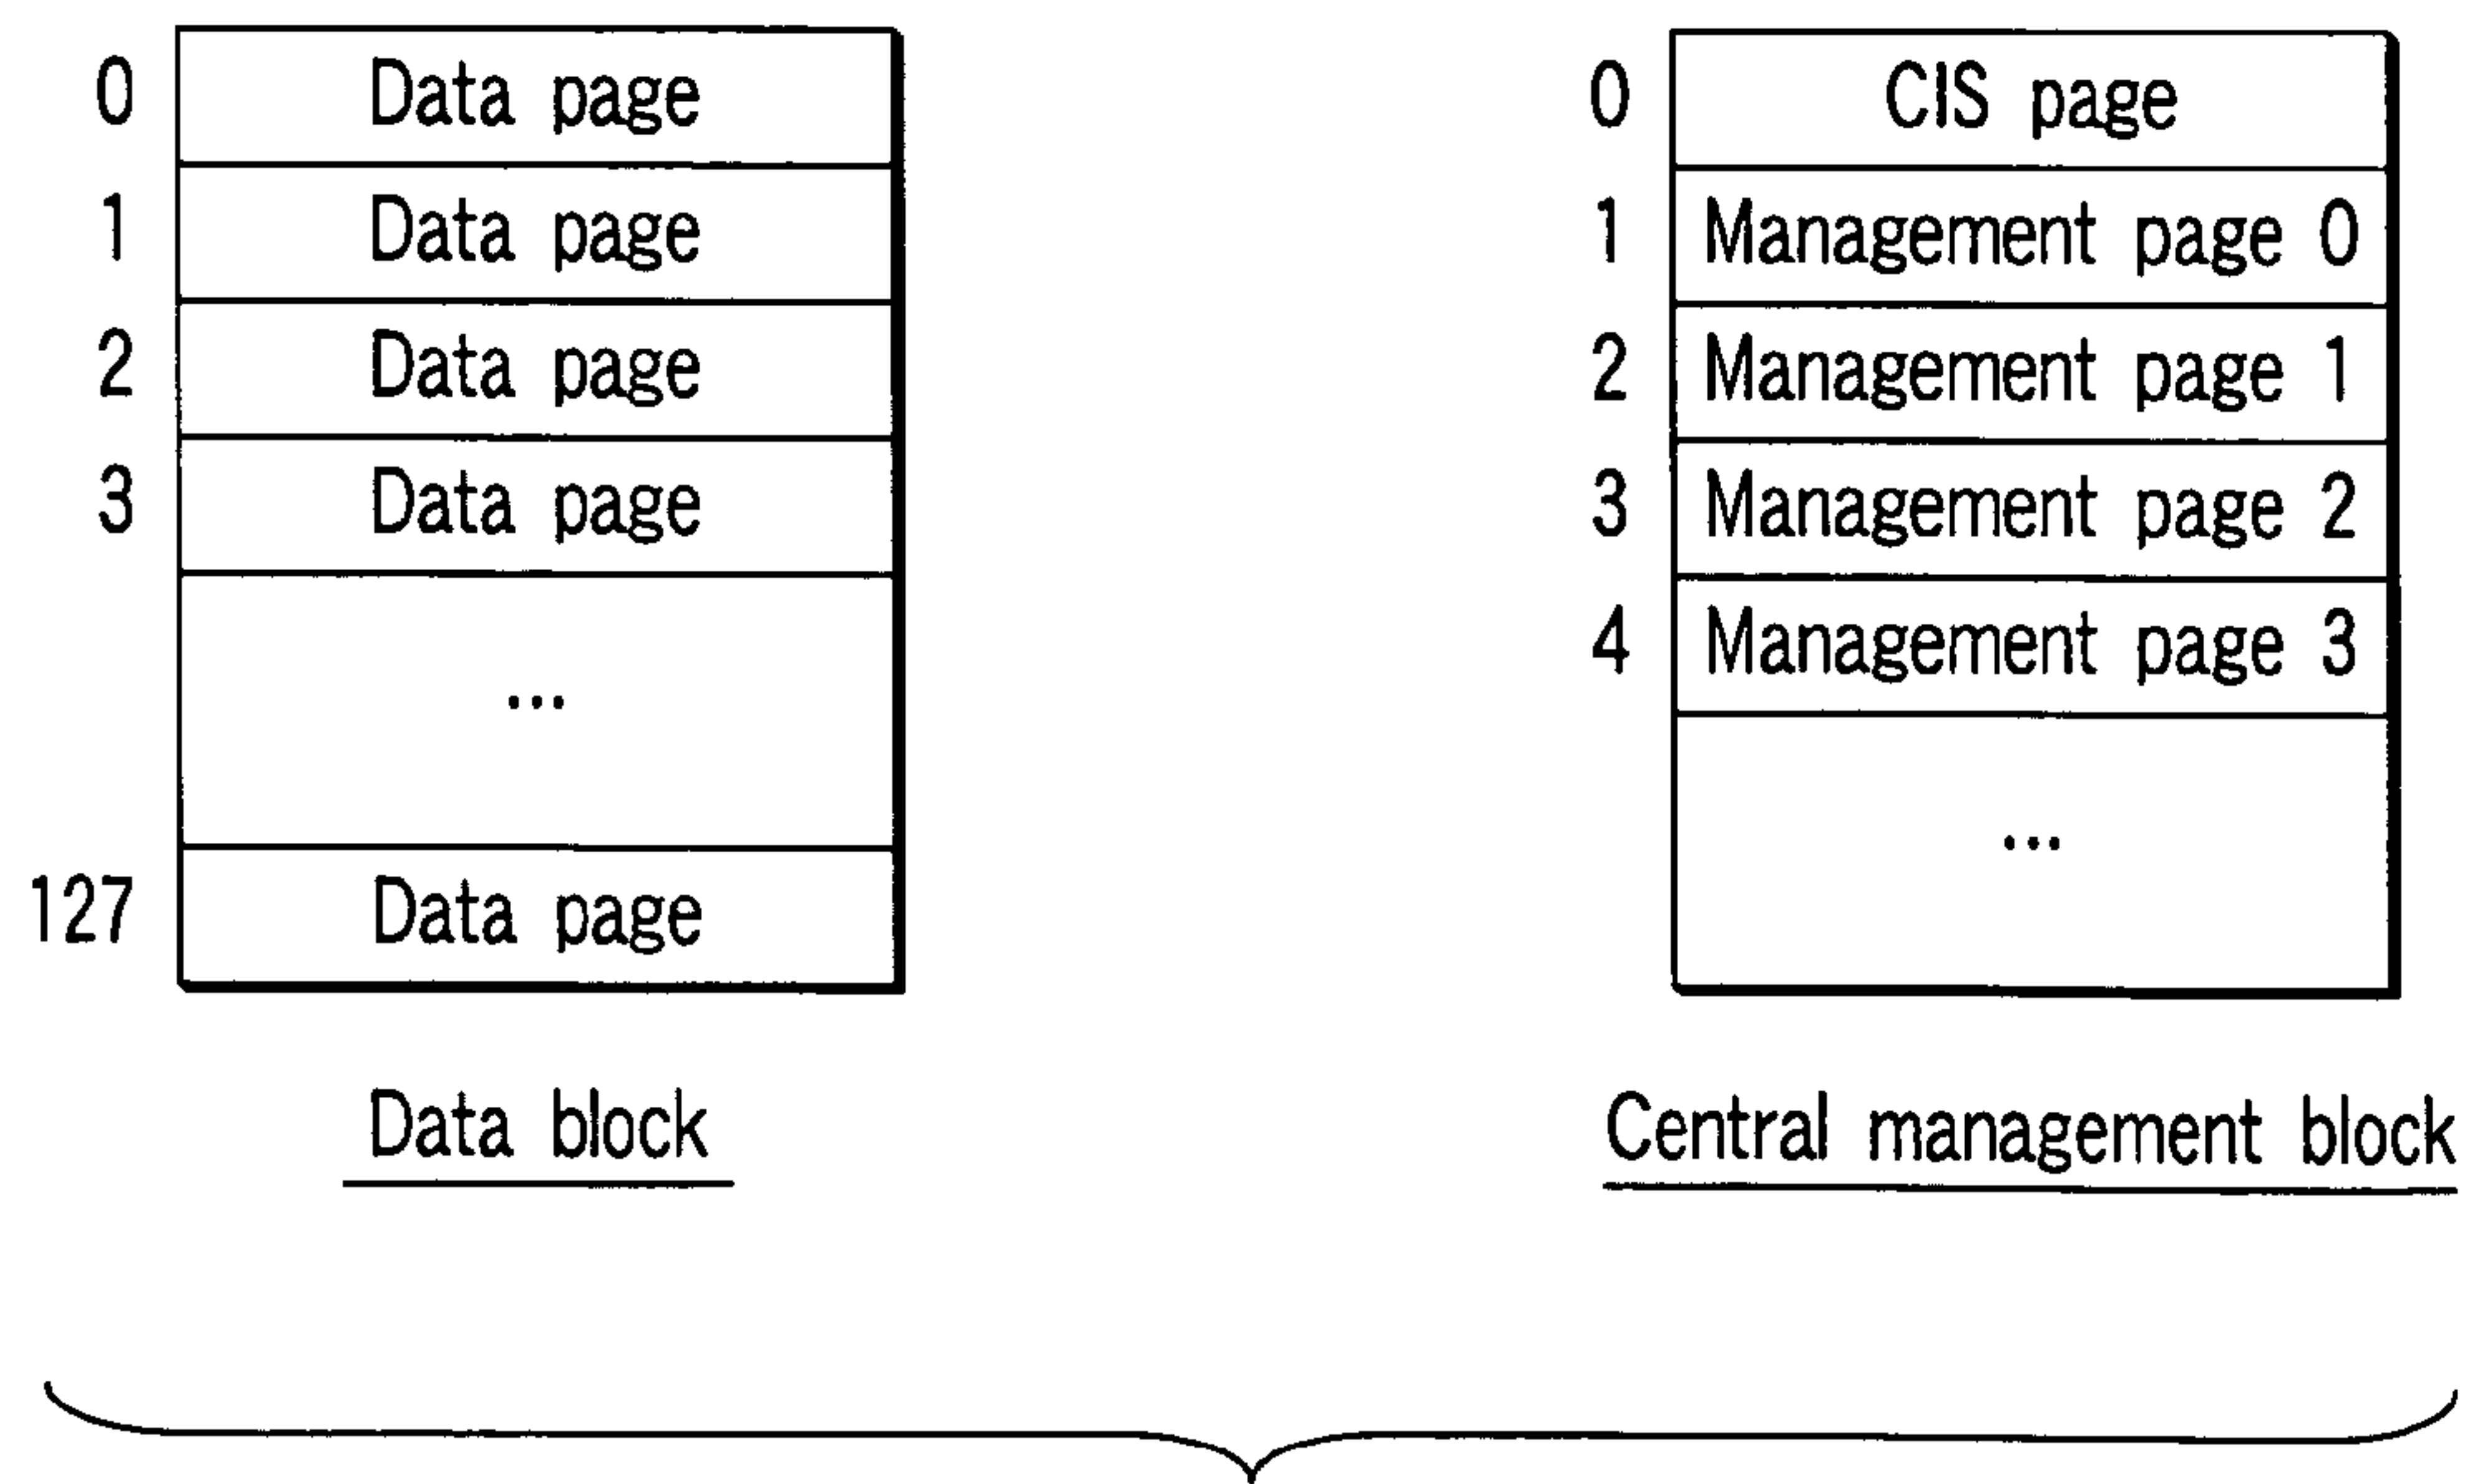 0 Data page
1 Data page
2 Data page
3 Data page
...
127 Data page
Data block
0 CIS page
1 Management page 0
2 Management page 1
3 Management page 2
4 Management page 3
...
Central management block